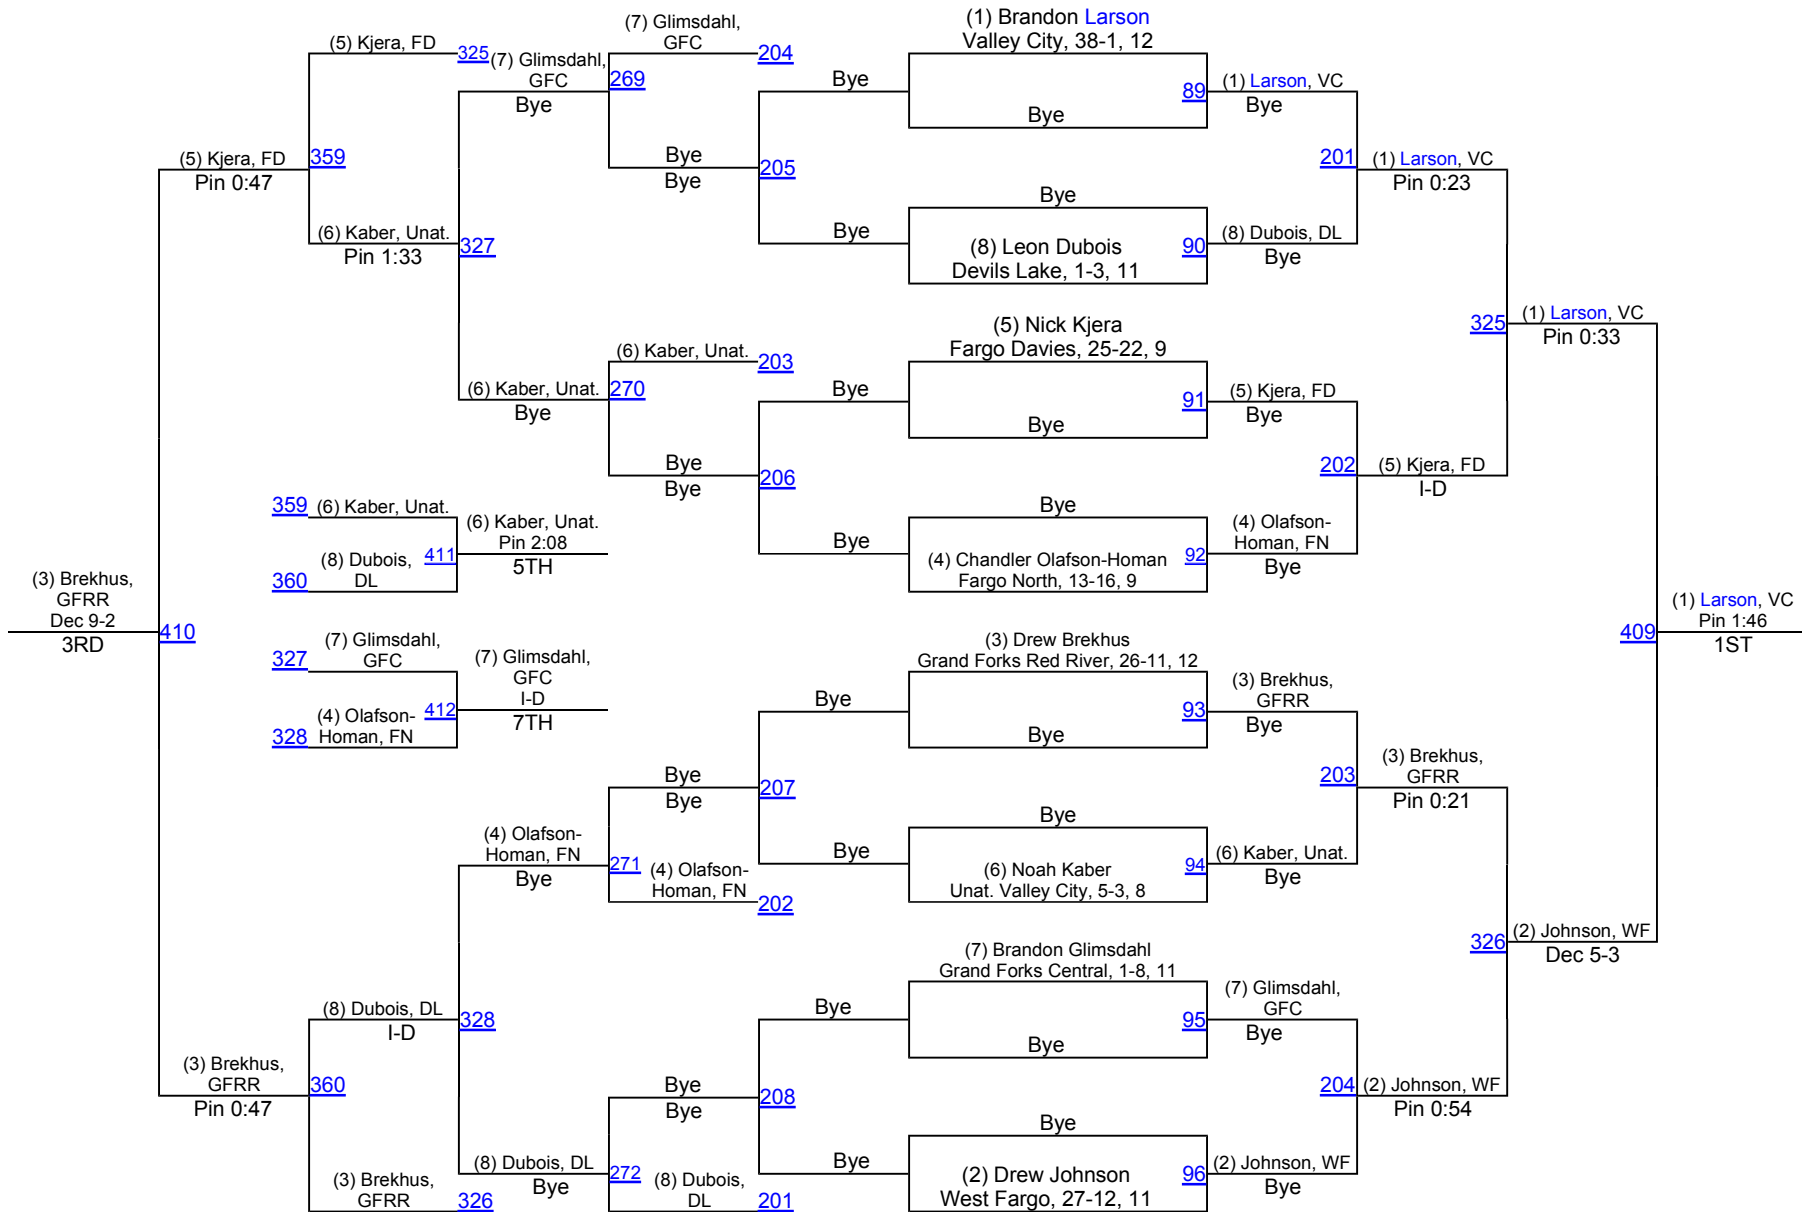 (5) Kjera, FD
325
(7) Glimsdahl,
GFC
Bye
269
(7) Glimsdahl,
GFC
204
Bye
Bye
205
Bye
Bye
(1) Brandon Larson
Valley City, 38-1, 12
89
Bye
(1) Larson, VC
Bye
Bye
(8) Leon Dubois
Devils Lake, 1-3, 11
90
(8) Dubois, DL
Bye
201
(1) Larson, VC
Pin 0:23
(5) Kjera, FD
Pin 0:47
359
(6) Kaber, Unat.
Pin 1:33
327
(6) Kaber, Unat.
Bye
270
(6) Kaber, Unat.
203
Bye
Bye
206
Bye
Bye
(5) Nick Kjera
Fargo Davies, 25-22, 9
91
Bye
(5) Kjera, FD
Bye
Bye
(4) Chandler Olafson-Homan
Fargo North, 13-16, 9
92
(4) Olafson-
Homan, FN
Bye
202
(5) Kjera, FD
I-D
325
(1) Larson, VC
Pin 0:33
359
(6) Kaber, Unat.
(8) Dubois,
DL
360
411
(6) Kaber, Unat.
Pin 2:08
5TH
(3) Brekhus,
GFRR
Dec 9-2
3RD
410
327
(7) Glimsdahl,
GFC
(4) Olafson-
Homan, FN
328
412
(7) Glimsdahl,
GFC
I-D
7TH
409
(1) Larson, VC
Pin 1:46
1ST
(3) Drew Brekhus
Grand Forks Red River, 26-11, 12
93
Bye
Bye
(3) Brekhus,
GFRR
Bye
Bye
Bye
207
Bye
Bye
(6) Noah Kaber
Unat. Valley City, 5-3, 8
94
(6) Kaber, Unat.
Bye
203
(3) Brekhus,
GFRR
Pin 0:21
(4) Olafson-
Homan, FN
Bye
271
(4) Olafson-
Homan, FN
202
326
(2) Johnson, WF
Dec 5-3
(7) Brandon Glimsdahl
Grand Forks Central, 1-8, 11
95
Bye
Bye
(7) Glimsdahl,
GFC
Bye
(8) Dubois, DL
I-D
328
(3) Brekhus,
GFRR
Pin 0:47
360
Bye
Bye
208
204
(2) Johnson, WF
Pin 0:54
(3) Brekhus,
GFRR
326
(8) Dubois, DL
Bye
272
(8) Dubois,
DL
201
Bye
Bye
(2) Drew Johnson
West Fargo, 27-12, 11
96
(2) Johnson, WF
Bye